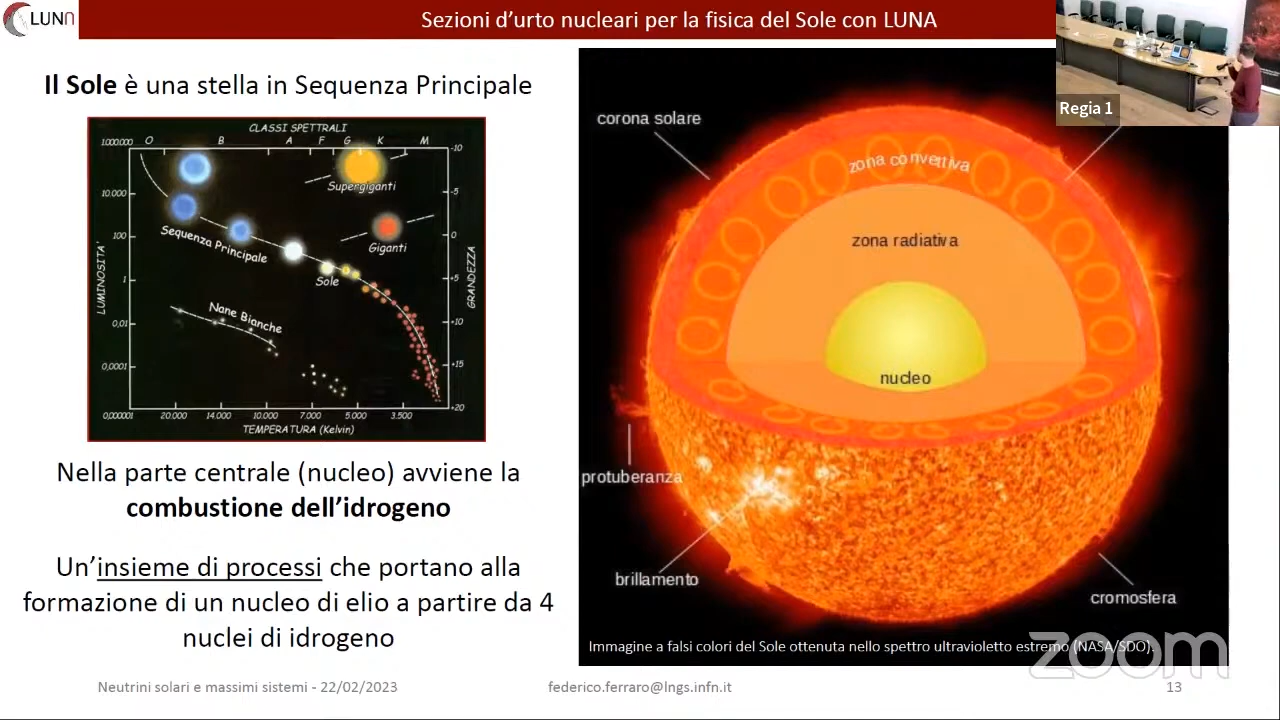 LUNA
Sezioni d'urto nucleari per la fisica del Sole con LUNA
Regia 1
Il Sole è una stella in Sequenza Principale
CLASSI SPETTRALI
O B A F G K M
1000.000
10.000
100
1
0,01
0,0001
0,00001
LUMINOSITA'
-10
-5
0
+5
+10
+15
+20
GRANDEZZA
Supergiganti
Giganti
Sequenza Principale
Sole
Nane Bianche
20.000 14.000 10.000 7.000 5.000 3.500
TEMPERATURA (Kelvin)
Nella parte centrale (nucleo) avviene la
combustione dell'idrogeno
Un'insieme di processi che portano alla
formazione di un nucleo di elio a partire da 4
nuclei di idrogeno
corona solare
zona convettiva
zona radiativa
nucleo
protuberanza
brillamento
cromosfera
Immagine a falsi colori del Sole ottenuta nello spettro ultravioletto estremo (NASA/SDO).
zoom
Neutrini solari e massimi sistemi - 22/02/2023
federico.ferraro@lngs.infn.it
13